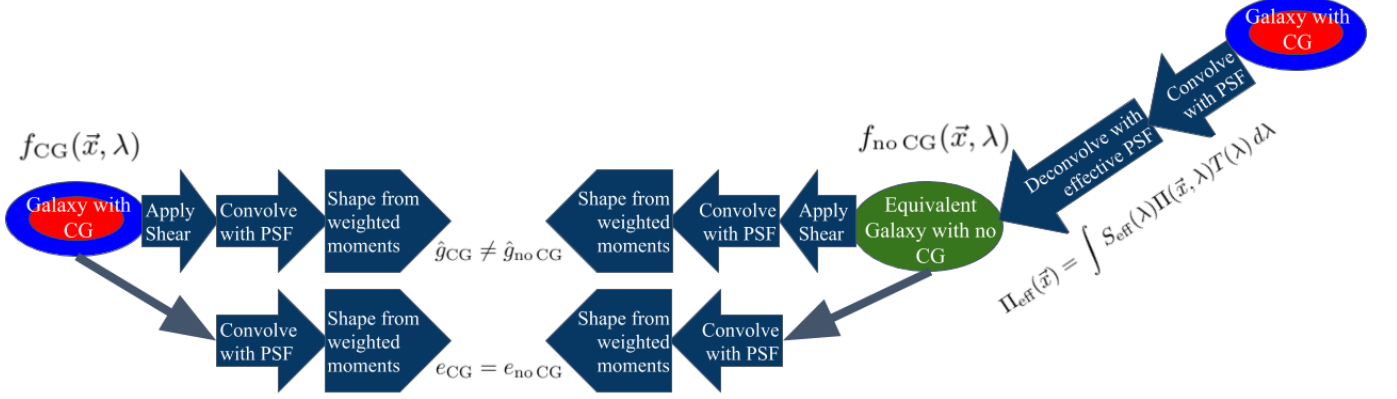 Galaxy with
CG
Convolve
with PSF
Deconvolve with
effective PSF
Π_eff(x⃗) = ∫ S_eff(λ)Π(x⃗, λ)T(λ) dλ
f_CG(x⃗, λ)
f_no CG(x⃗, λ)
Galaxy with
CG
Apply
Shear
Convolve
with PSF
Shape from
weighted
moments
ĝ_CG ≠ ĝ_no CG
Shape from
weighted
moments
Convolve
with PSF
Apply
Shear
Equivalent
Galaxy with no
CG
Convolve
with PSF
Shape from
weighted
moments
e_CG = e_no CG
Shape from
weighted
moments
Convolve
with PSF